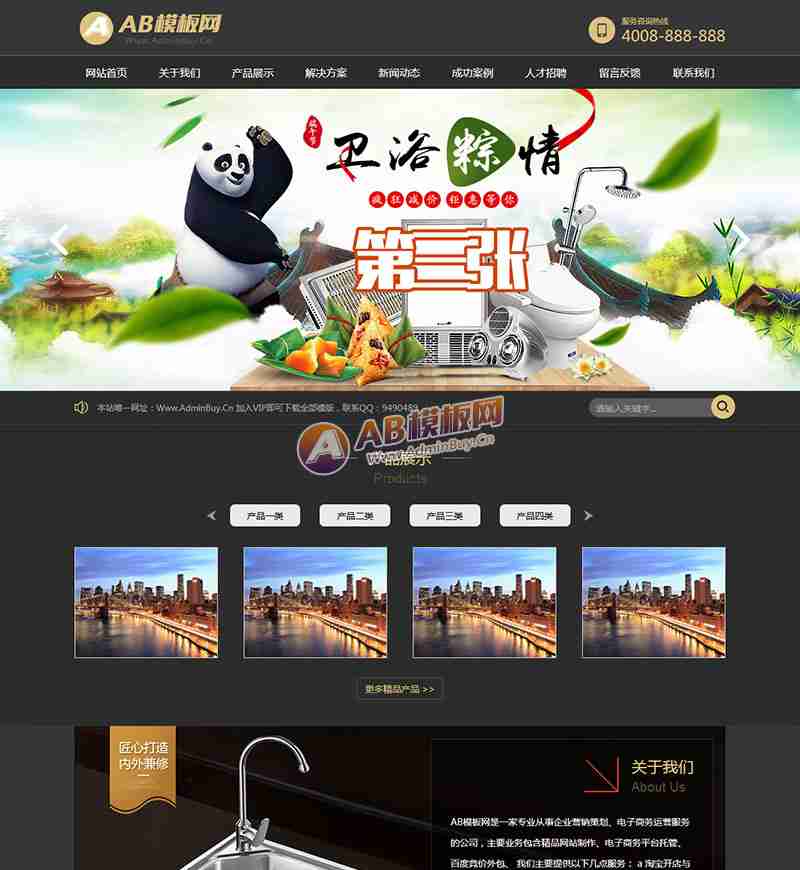 AB模板网
Www.AdminBuy.Cn
服务咨询热线
4008-888-888
网站首页 关于我们 产品展示 解决方案 新闻动态 成功案例 人才招聘 留言反馈 联系我们
端午节
卫浴粽情
疯狂减价 钜惠等你
第三张
本站唯一网址：Www.AdminBuy.Cn 加入VIP即可下载全部模版，联系QQ：9490489
请输入关键字...
AB模板网
Www.AdminBuy.Cn
品展示
Products
产品一类 产品二类 产品三类 产品四类
更多精品产品 >>
匠心打造
内外兼修
关于我们
About Us
AB模板网是一家专业从事企业营销策划、电子商务运营服务
的公司，主要业务包含精品网站制作、电子商务平台托管、
百度竞价外包、 我们主要提供以下几点服务： a 淘宝开店与